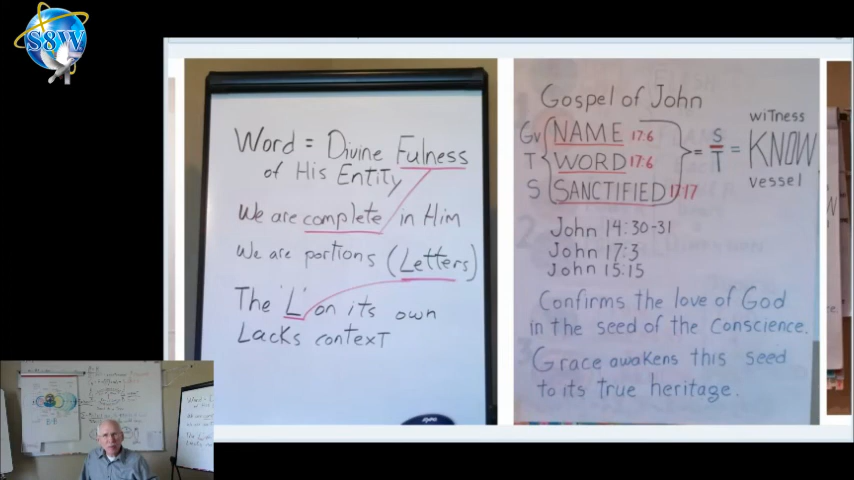 S8W
Word = Divine Fulness
of His Entity
We are complete in Him
We are portions (Letters)
The 'L' on its own
Lacks context
Gospel of John
Gv NAME 17:6
T WORD 17:6
S SANCTIFIED 17:17
= S/T =
witness
KNOW
vessel
John 14:30-31
John 17:3
John 15:15
Confirms the love of God
in the seed of the Conscience.
Grace awakens this seed
to its true heritage.